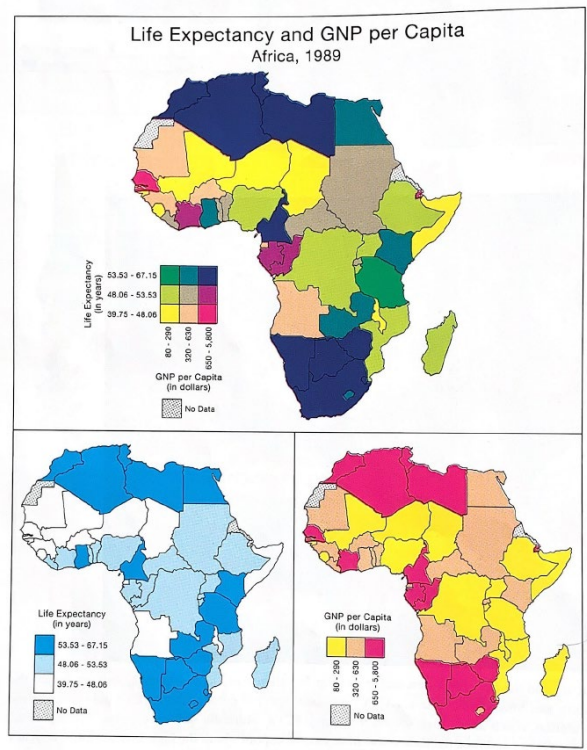 Life Expectancy and GNP per Capita
Africa, 1989
Life Expectancy
(in years)
53.53 - 67.15
48.06 - 53.53
39.75 - 48.06
80 - 290
320 - 630
650 - 5,800
GNP per Capita
(in dollars)
No Data
Life Expectancy
(in years)
53.53 - 67.15
48.06 - 53.53
39.75 - 48.06
No Data
GNP per Capita
(in dollars)
80 - 290
320 - 630
650 - 5,800
No Data